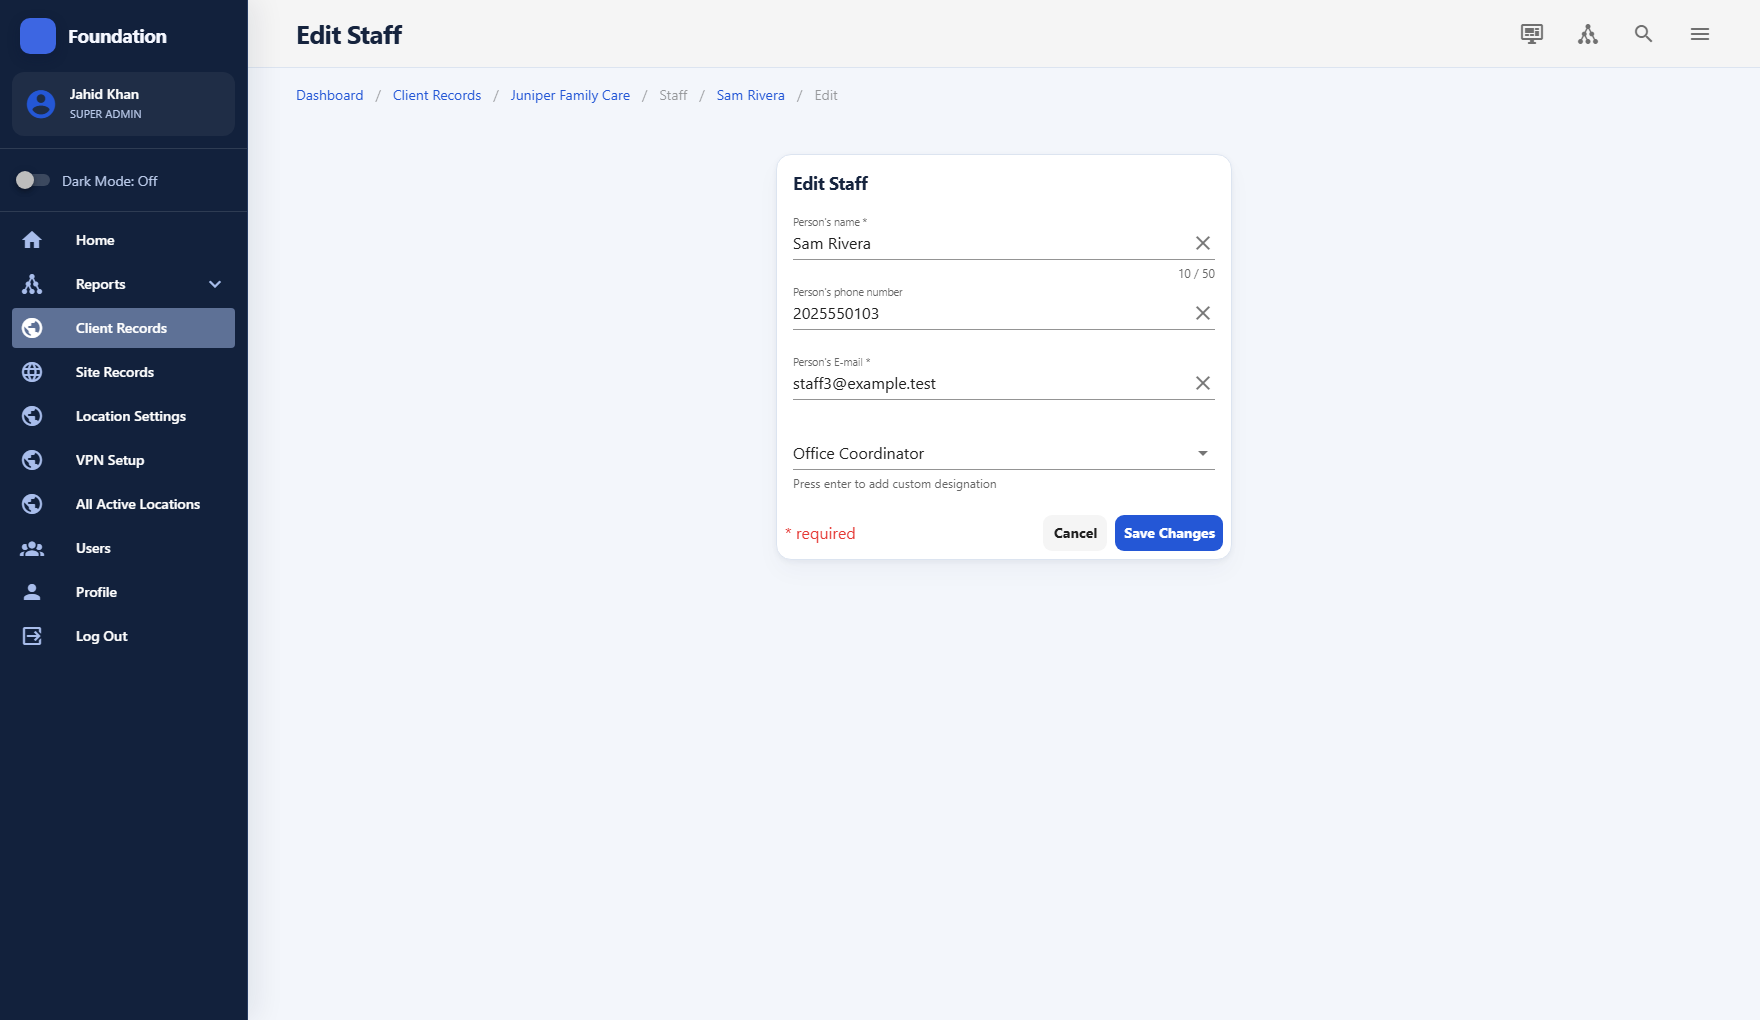 Foundation
Jahid Khan
SUPER ADMIN
Dark Mode: Off
Home
Reports
Client Records
Site Records
Location Settings
VPN Setup
All Active Locations
Users
Profile
Log Out
Edit Staff
Dashboard / Client Records / Juniper Family Care / Staff / Sam Rivera / Edit
Edit Staff
Person's name *
Sam Rivera
10 / 50
Person's phone number
2025550103
Person's E-mail *
staff3@example.test
Office Coordinator
Press enter to add custom designation
* required
Cancel
Save Changes